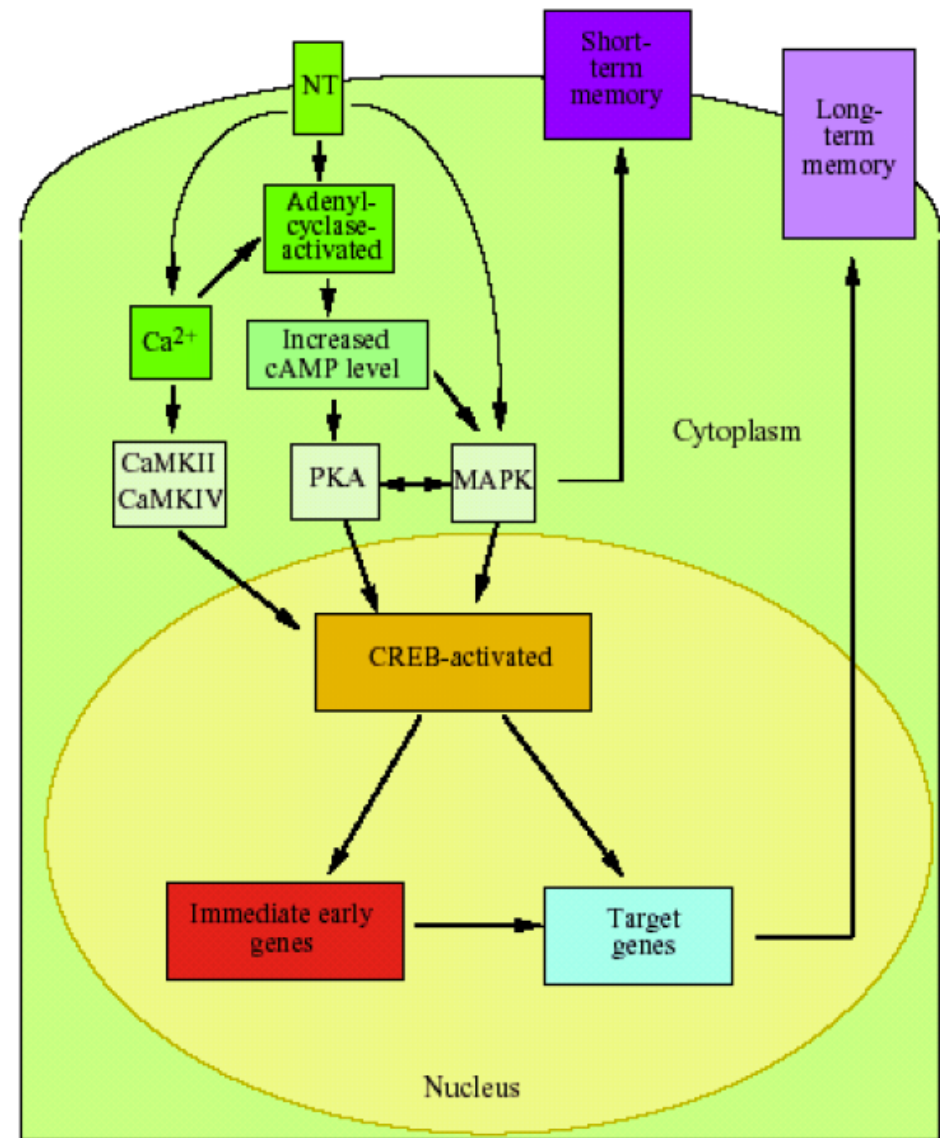 NT
Short-
term
memory
Long-
term
memory
Adenyl-
cyclase-
activated
Ca²⁺
Increased
cAMP level
Cytoplasm
CaMKII
CaMKIV
PKA
MAPK
CREB-activated
Immediate early
genes
Target
genes
Nucleus